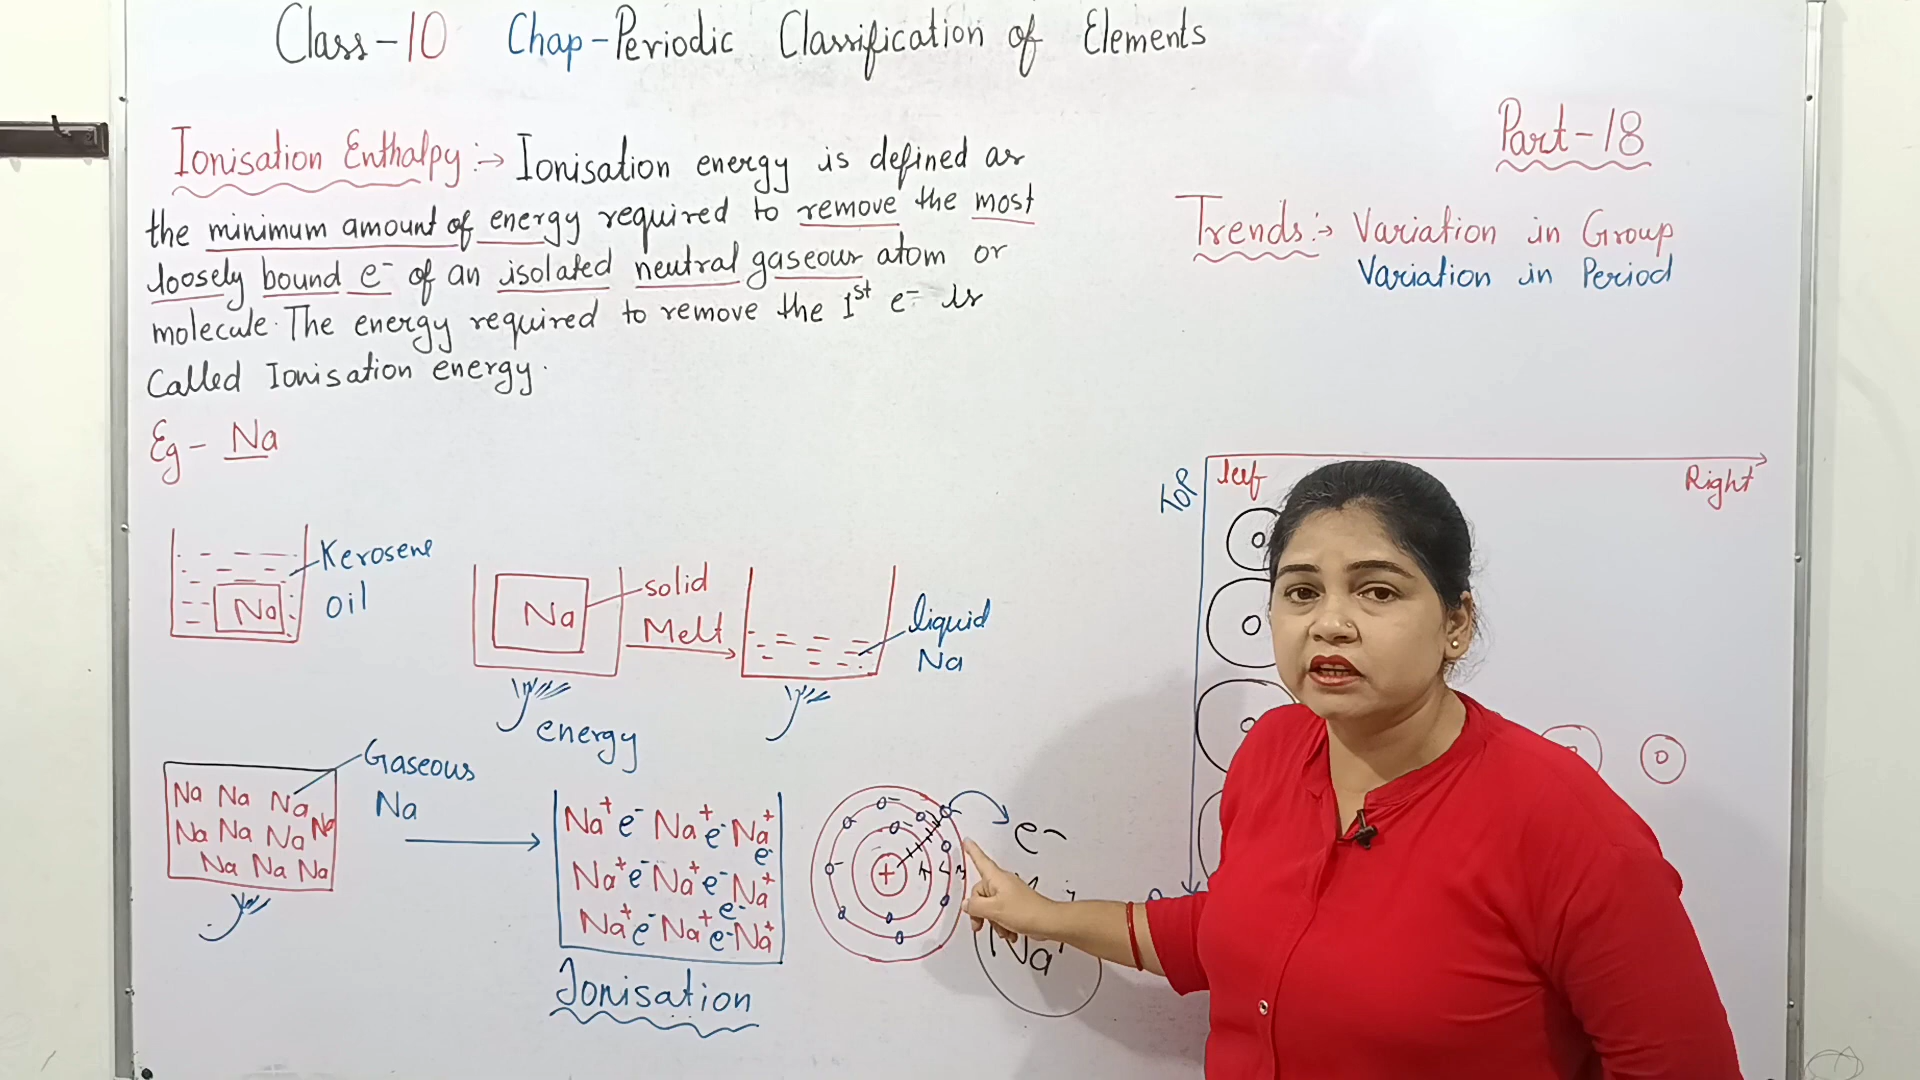 Class-10 Chap-Periodic Classification of Elements
Part-18
Ionisation Enthalpy:→ Ionisation energy is defined as
the minimum amount of energy required to remove the most
loosely bound e⁻ of an isolated neutral gaseous atom or
molecule. The energy required to remove the 1st e⁻ is
called Ionisation energy.
Trends:→ Variation in Group
Variation in Period
Eg- Na
TOP
Right
Kerosene
oil
Na
Na
solid
Melt
liquid
Na
energy
Gaseous
Na
Na Na Na
Na Na Na Na
Na Na Na
Na⁺ e⁻ Na⁺ e⁻ Na⁺
e⁻
Na⁺ e⁻ Na⁺ e⁻ Na⁺
e⁻
Na⁺ e⁻ Na⁺ e⁻ Na⁺
Ionisation
+
K L M
e⁻
Na⁺